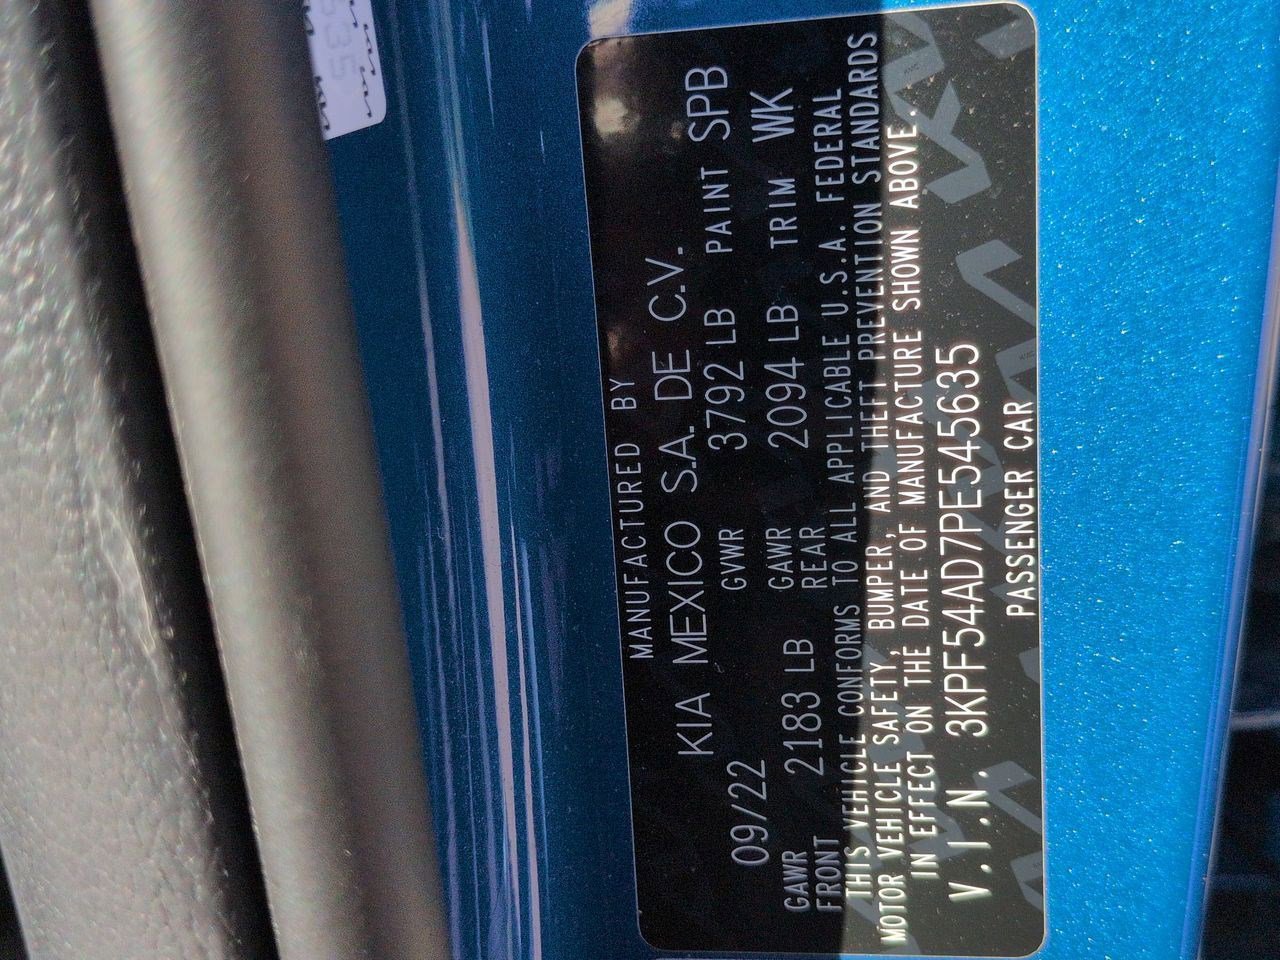 MANUFACTURED BY
KIA MEXICO S.A. DE C.V.
09/22 GVWR 3792 LB PAINT SPB
GAWR FRONT 2183 LB GAWR REAR 2094 LB TRIM WK
THIS VEHICLE CONFORMS TO ALL APPLICABLE U.S.A. FEDERAL
MOTOR VEHICLE SAFETY, BUMPER, AND THEFT PREVENTION STANDARDS
IN EFFECT ON THE DATE OF MANUFACTURE SHOWN ABOVE.
V.I.N. 3KPF54AD7PE545635
PASSENGER CAR